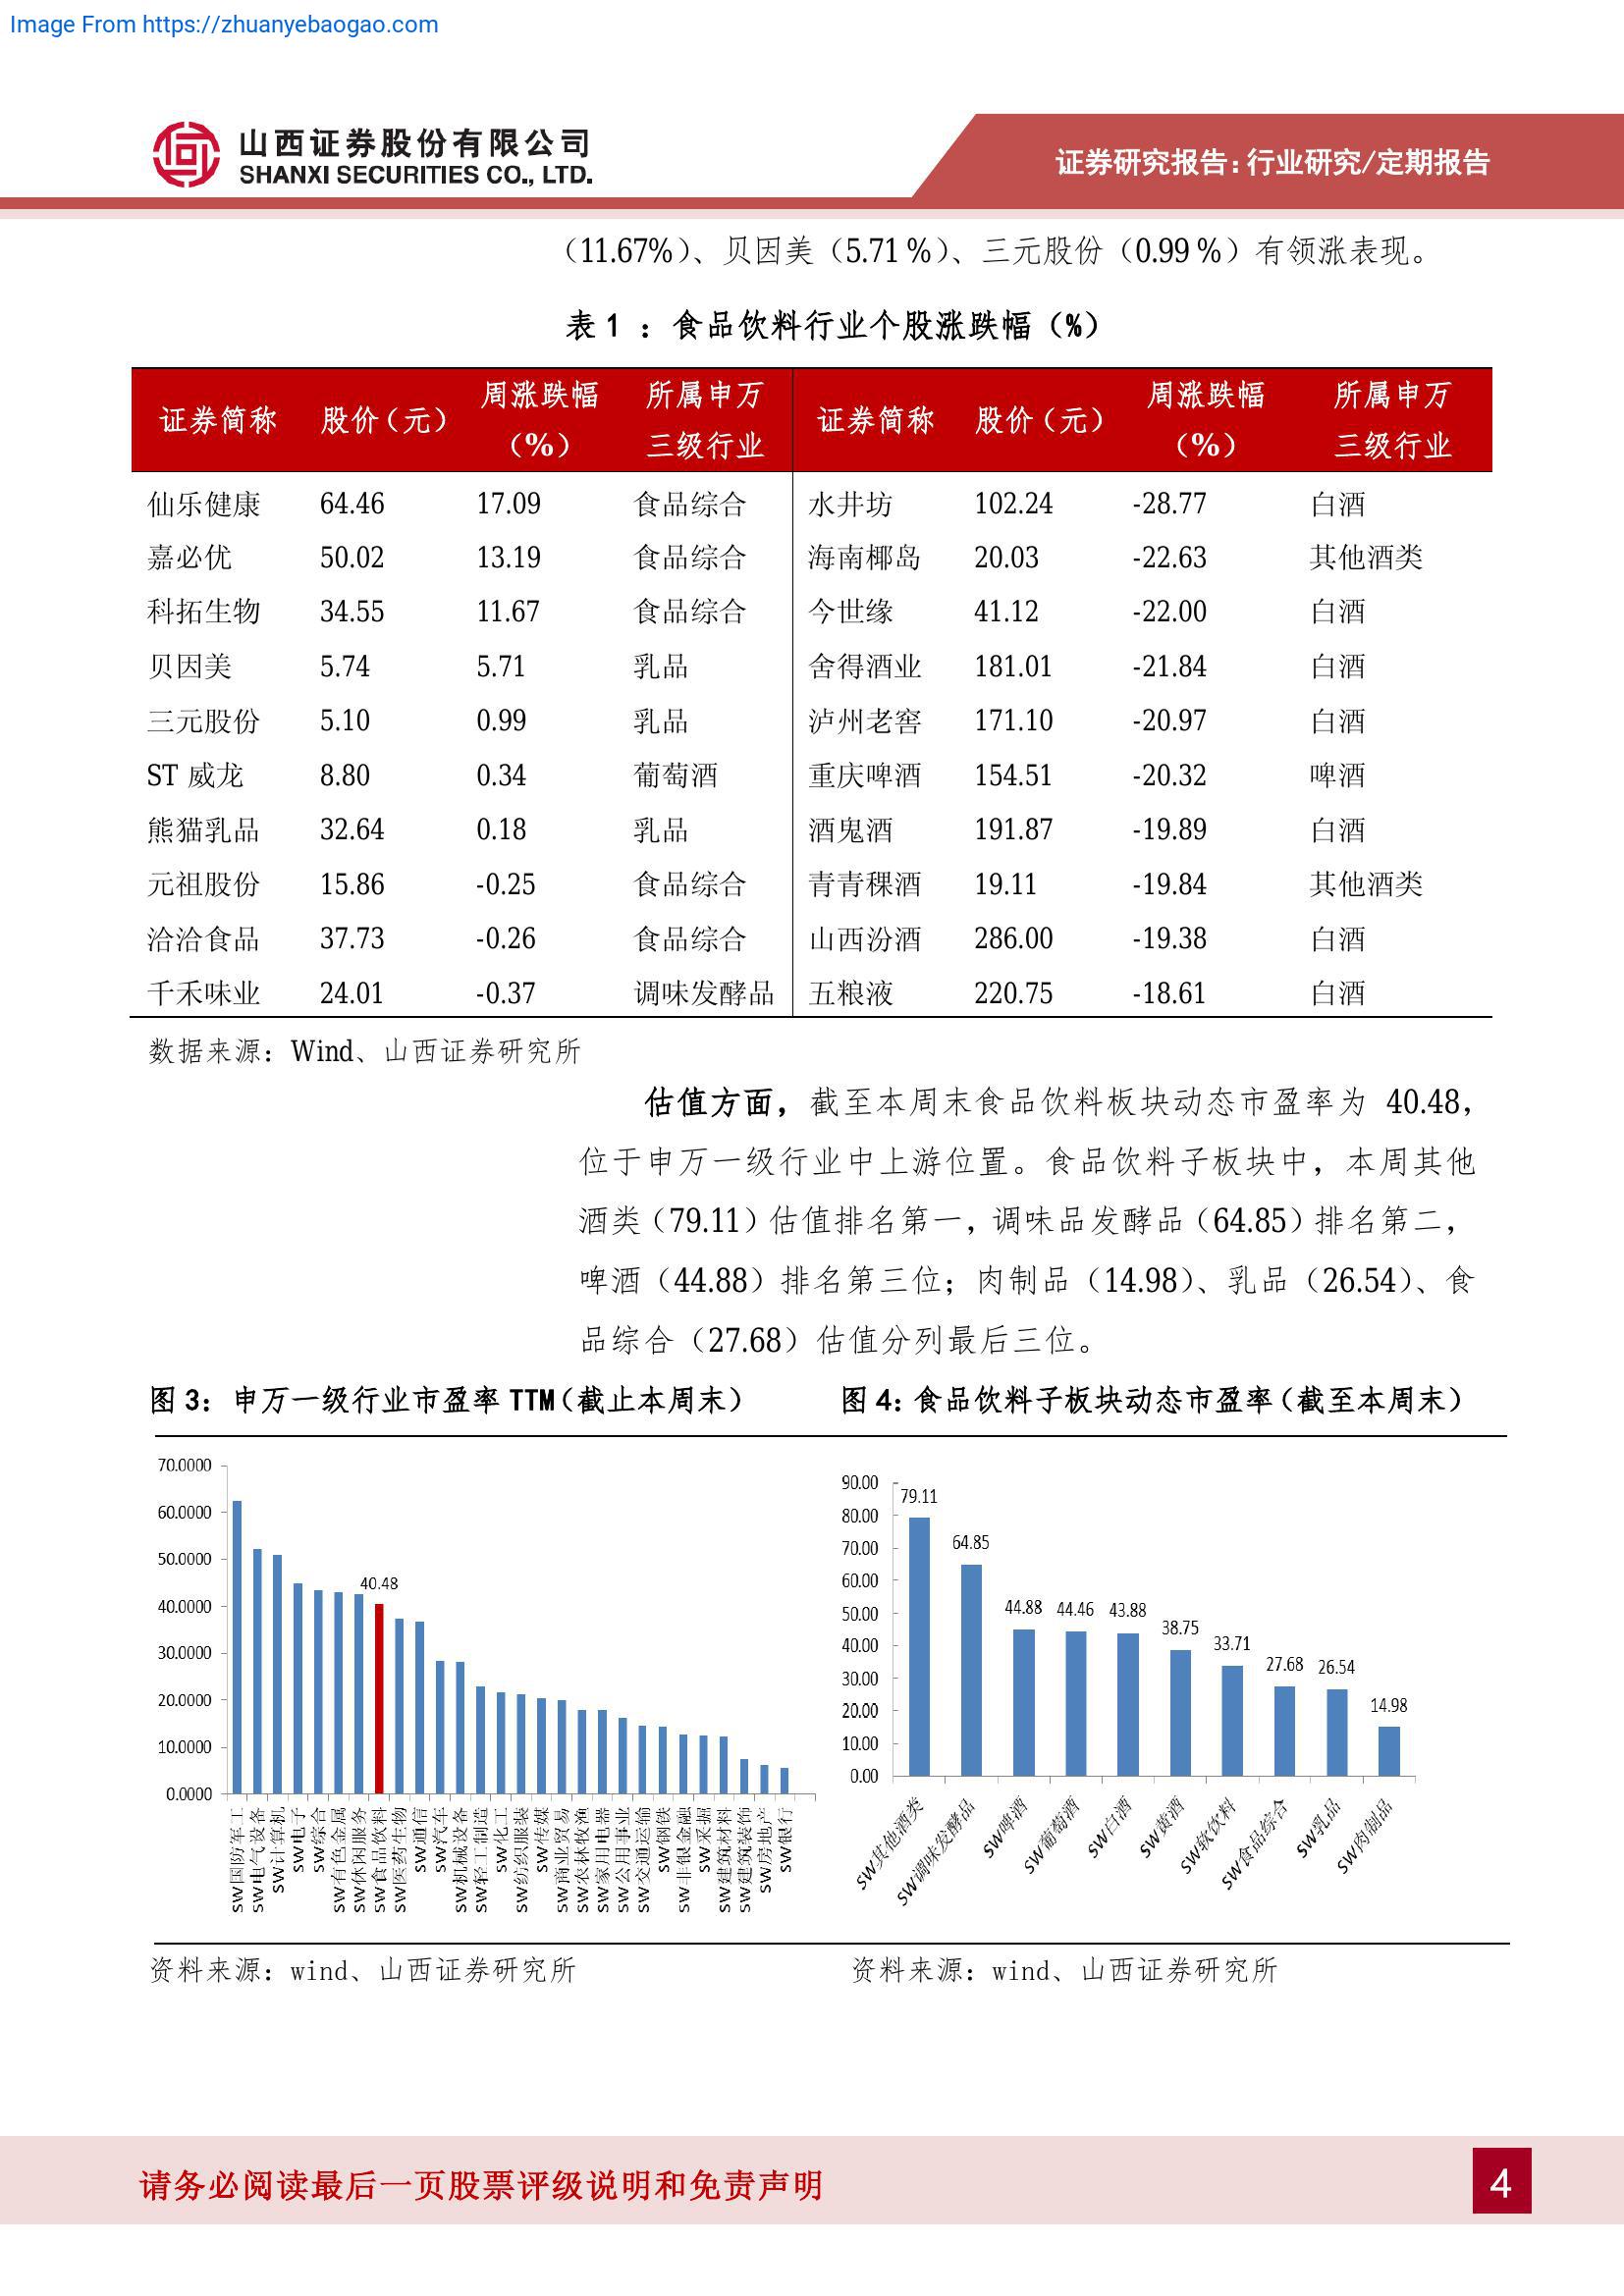 Image From https://zhuanyebaogao.com
山西证券股份有限公司
SHANXI SECURITIES CO., LTD.
证券研究报告：行业研究/定期报告
（11.67%）、贝因美（5.71 %）、三元股份（0.99 %）有领涨表现。
表 1 ：食品饮料行业个股涨跌幅（%）
证券简称 股价（元） 周涨跌幅（%） 所属申万三级行业 证券简称 股价（元） 周涨跌幅（%） 所属申万三级行业
仙乐健康 64.46 17.09 食品综合 水井坊 102.24 -28.77 白酒
嘉必优 50.02 13.19 食品综合 海南椰岛 20.03 -22.63 其他酒类
科拓生物 34.55 11.67 食品综合 今世缘 41.12 -22.00 白酒
贝因美 5.74 5.71 乳品 舍得酒业 181.01 -21.84 白酒
三元股份 5.10 0.99 乳品 泸州老窖 171.10 -20.97 白酒
ST 威龙 8.80 0.34 葡萄酒 重庆啤酒 154.51 -20.32 啤酒
熊猫乳品 32.64 0.18 乳品 酒鬼酒 191.87 -19.89 白酒
元祖股份 15.86 -0.25 食品综合 青青稞酒 19.11 -19.84 其他酒类
洽洽食品 37.73 -0.26 食品综合 山西汾酒 286.00 -19.38 白酒
千禾味业 24.01 -0.37 调味发酵品 五粮液 220.75 -18.61 白酒
数据来源：Wind、山西证券研究所
估值方面，截至本周末食品饮料板块动态市盈率为 40.48，
位于申万一级行业中上游位置。食品饮料子板块中，本周其他
酒类（79.11）估值排名第一，调味品发酵品（64.85）排名第二，
啤酒（44.88）排名第三位；肉制品（14.98）、乳品（26.54）、食
品综合（27.68）估值分列最后三位。
图 3：申万一级行业市盈率 TTM（截止本周末）
70.0000
60.0000
50.0000
40.0000
30.0000
20.0000
10.0000
0.0000
40.48
SW国防军工
SW电气设备
SW计算机
SW电子
SW综合
SW有色金属
SW休闲服务
SW食品饮料
SW医药生物
SW通信
SW汽车
SW机械设备
SW轻工制造
SW化工
SW纺织服装
SW传媒
SW商业贸易
SW农林牧渔
SW家用电器
SW公用事业
SW交通运输
SW钢铁
SW非银金融
SW采掘
SW建筑材料
SW建筑装饰
SW房地产
SW银行
图 4：食品饮料子板块动态市盈率（截至本周末）
90.00
80.00
70.00
60.00
50.00
40.00
30.00
20.00
10.00
0.00
79.11
64.85
44.88
44.46
43.88
38.75
33.71
27.68
26.54
14.98
SW其他酒类
SW调味发酵品
SW啤酒
SW葡萄酒
SW白酒
SW黄酒
SW软饮料
SW食品综合
SW乳品
SW肉制品
资料来源：wind、山西证券研究所
资料来源：wind、山西证券研究所
请务必阅读最后一页股票评级说明和免责声明
4